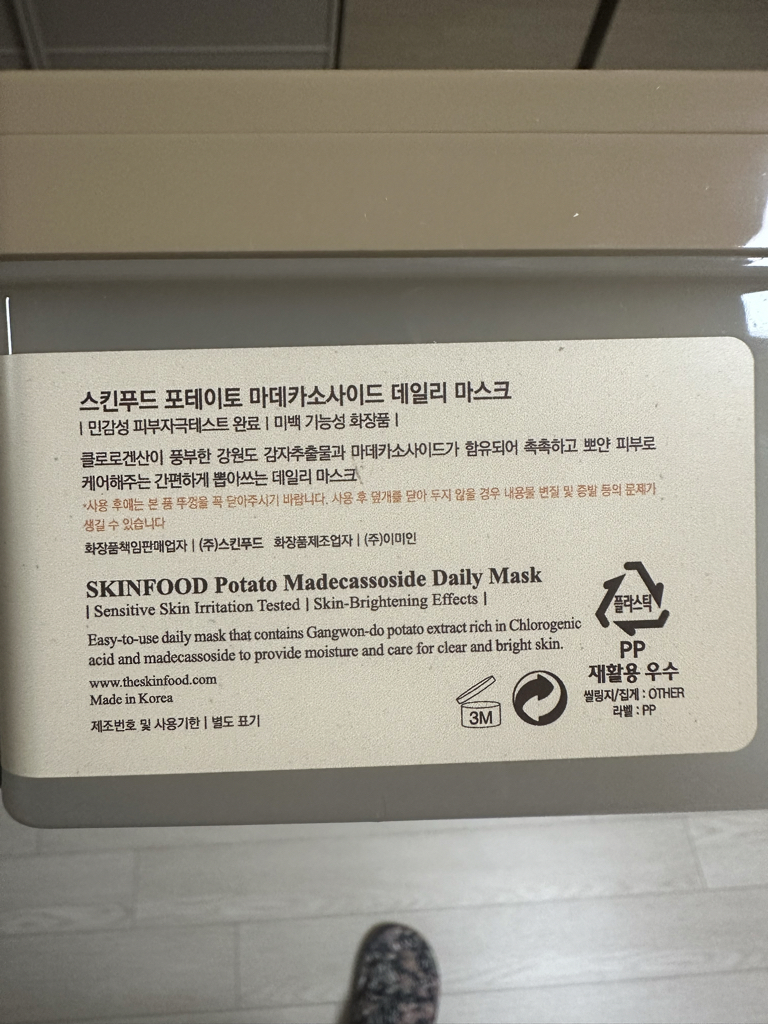 스킨푸드 포테이토 마데카소사이드 데일리 마스크
| 민감성 피부자극테스트 완료 | 미백 기능성 화장품 |
클로로겐산이 풍부한 강원도 감자추출물과 마데카소사이드가 함유되어 촉촉하고 뽀얀 피부로
케어해주는 간편하게 뽑아쓰는 데일리 마스크
*사용 후에는 본 품 뚜껑을 꼭 닫아주시기 바랍니다. 사용 후 덮개를 닫아 두지 않을 경우 내용물 변질 및 증발 등의 문제가
생길 수 있습니다
화장품책임판매업자 | (주)스킨푸드 화장품제조업자 | (주)이미인
SKINFOOD Potato Madecassoside Daily Mask
| Sensitive Skin Irritation Tested | Skin-Brightening Effects |
Easy-to-use daily mask that contains Gangwon-do potato extract rich in Chlorogenic
acid and madecassoside to provide moisture and care for clear and bright skin.
www.theskinfood.com
Made in Korea
제조번호 및 사용기한 | 별도 표기
3M
플라스틱
PP
재활용 우수
씰링지/집게 : OTHER
라벨 : PP